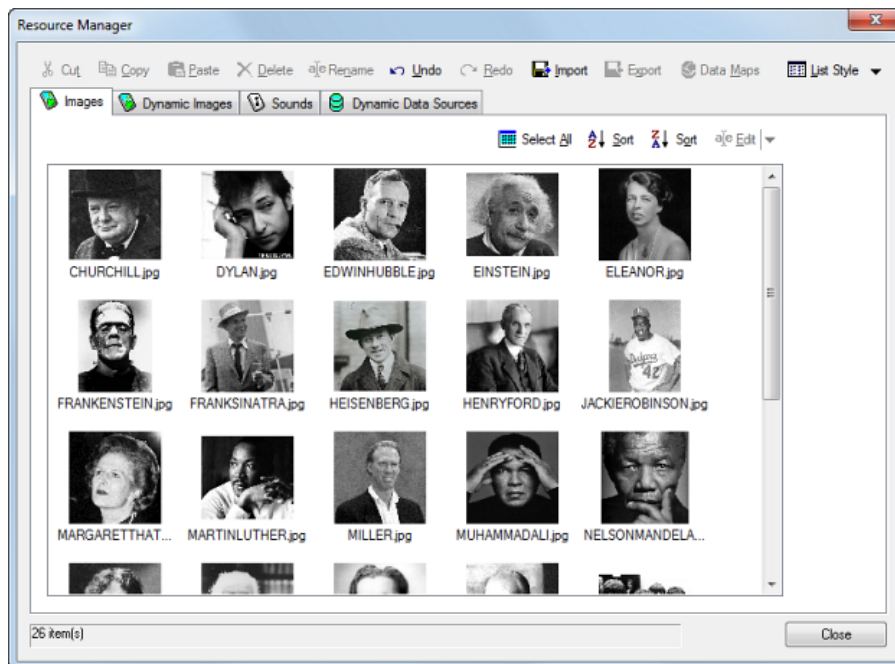 Resource Manager
Cut Copy Paste Delete Rename Undo Redo Import Export Data Maps List Style
Images Dynamic Images Sounds Dynamic Data Sources
Select All Sort Sort Edit
CHURCHILL.jpg DYLAN.jpg EDWINHUBBLE.jpg EINSTEIN.jpg ELEANOR.jpg
Dodgers
42
FRANKENSTEIN.jpg FRANKSINATRA.jpg HEISENBERG.jpg HENRYFORD.jpg JACKIEROBINSON.jpg
MARGARETTHAT... MARTINLUTHER.jpg MILLER.jpg MUHAMMADALI.jpg NELSONMANDELA...
26 item(s) Close